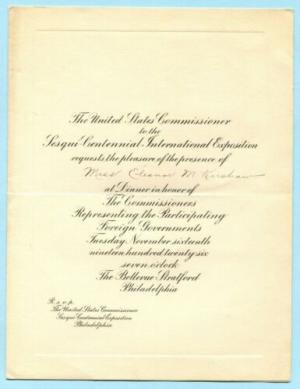 The United States Commissioner
to the
Sesqui-Centennial International Exposition
requests the pleasure of the presence of
Miss Eleanor M Kershaw
at Dinner in honor of
The Commissioners
Representing the Participating
Foreign Governments
Tuesday November sixteenth
nineteen hundred twenty six
seven o'clock
The Bellevue Stratford
Philadelphia
R.s.v.p.
The United States Commissioner
Sesqui Centennial Exposition
Philadelphia